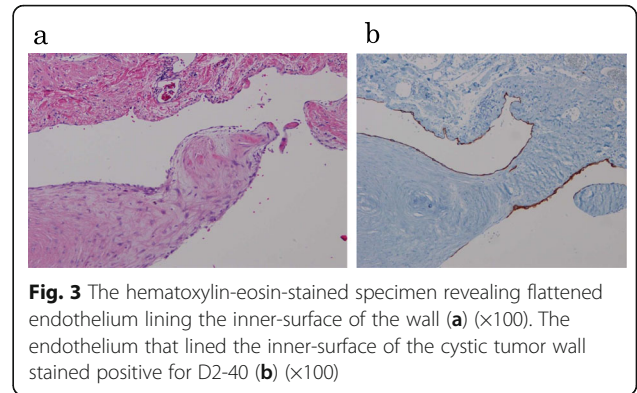 a
b
Fig. 3 The hematoxylin-eosin-stained specimen revealing flattened
endothelium lining the inner-surface of the wall (a) (×100). The
endothelium that lined the inner-surface of the cystic tumor wall
stained positive for D2-40 (b) (×100)